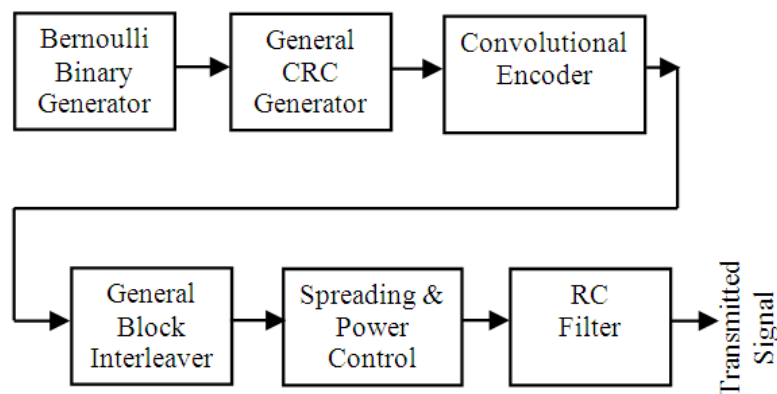 Bernoulli
Binary
Generator
General
CRC
Generator
Convolutional
Encoder
General
Block
Interleaver
Spreading &
Power
Control
RC
Filter
Transmitted
Signal